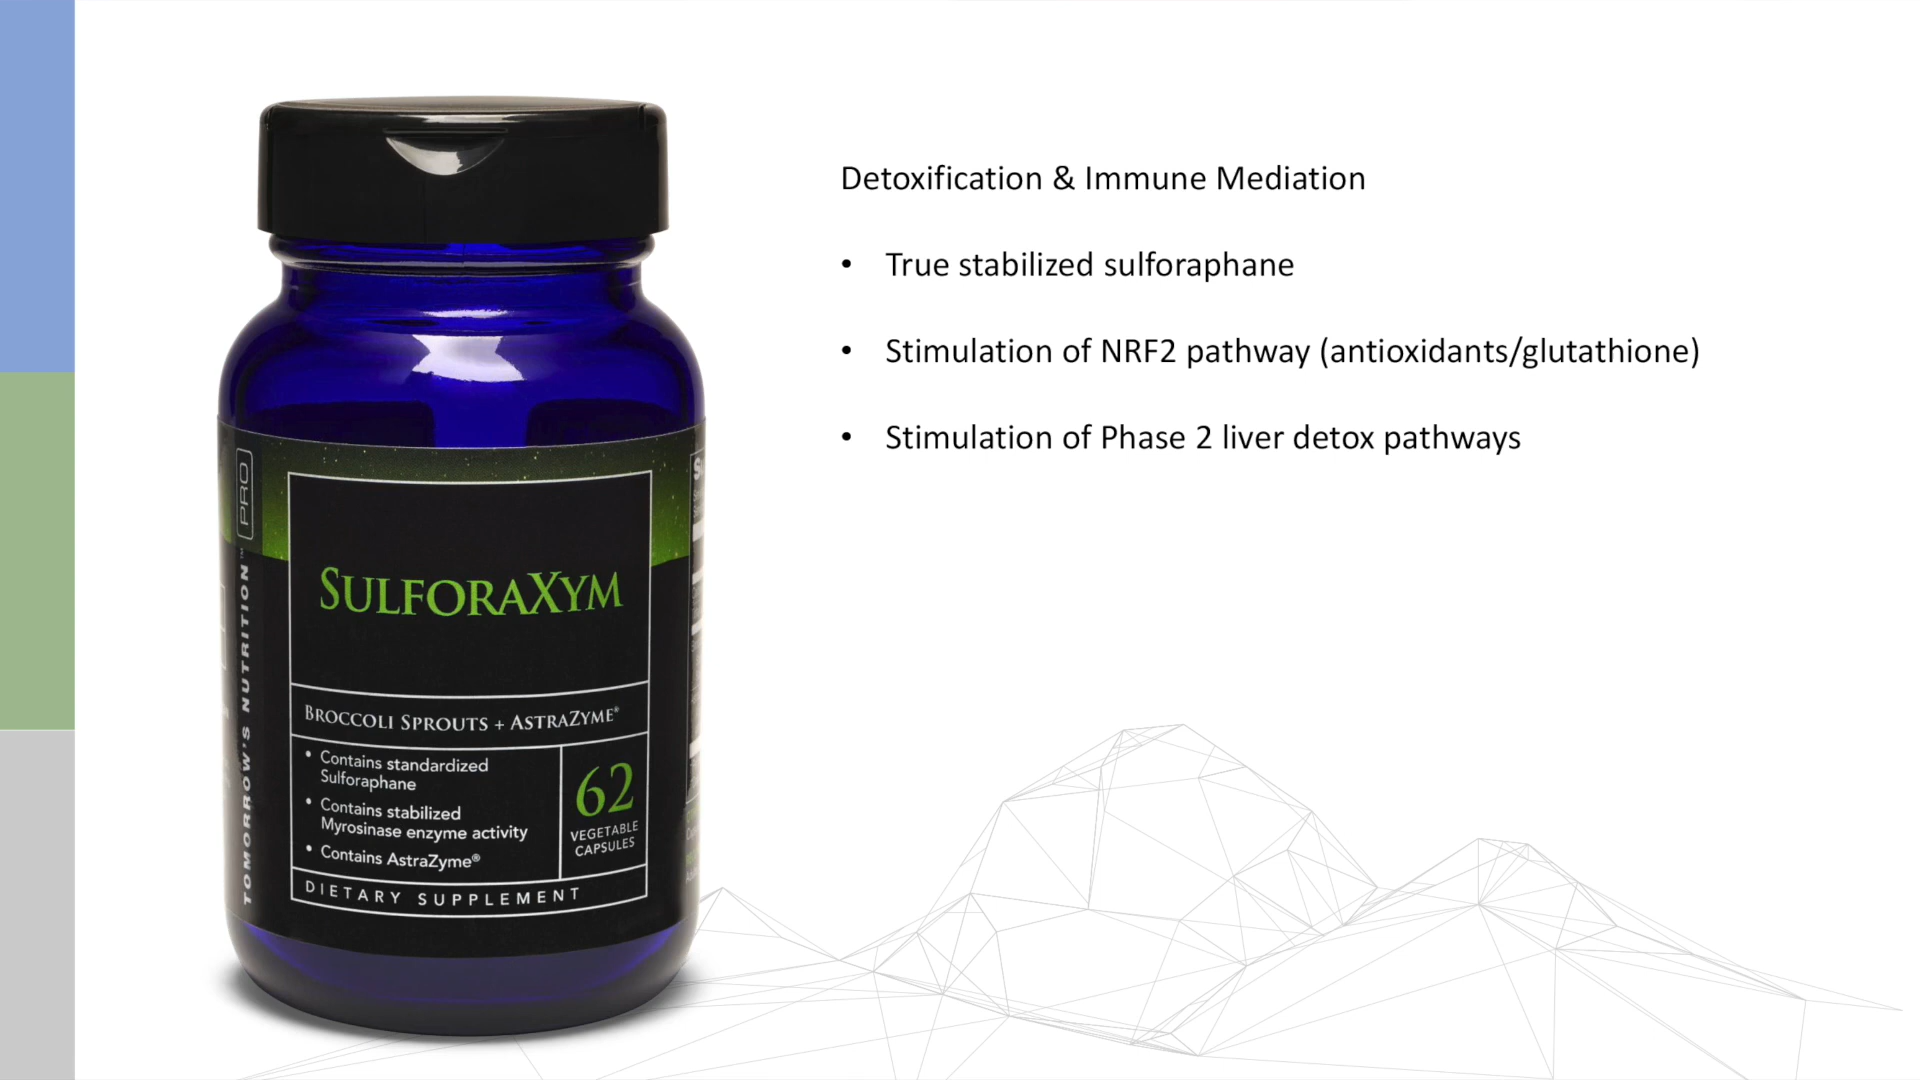 Detoxification & Immune Mediation
• True stabilized sulforaphane
• Stimulation of NRF2 pathway (antioxidants/glutathione)
• Stimulation of Phase 2 liver detox pathways
PRO
TOMORROW'S NUTRITION™
SULFORAXYM
BROCCOLI SPROUTS + ASTRAZYME®
• Contains standardized
Sulforaphane
• Contains stabilized
Myrosinase enzyme activity
• Contains AstraZyme®
62
VEGETABLE
CAPSULES
DIETARY SUPPLEMENT